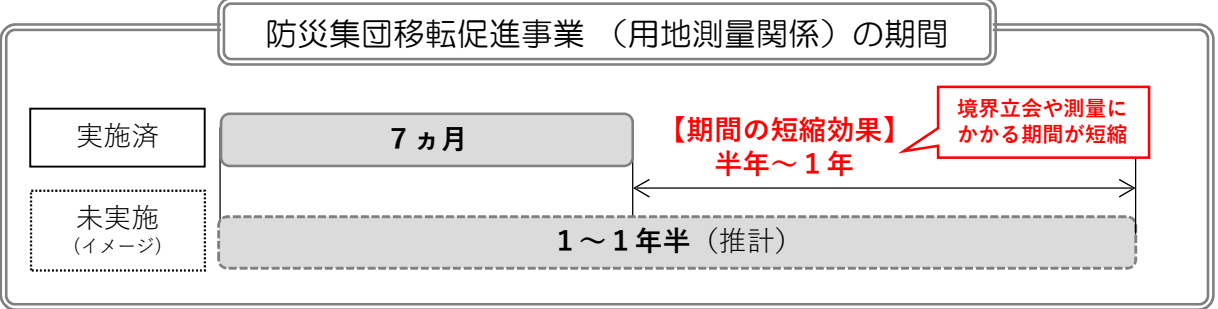 防災集団移転促進事業 （用地測量関係）の期間
実施済
７ヵ月
【期間の短縮効果】
半年～１年
境界立会や測量に
かかる期間が短縮
未実施
(イメージ)
１～１年半（推計）